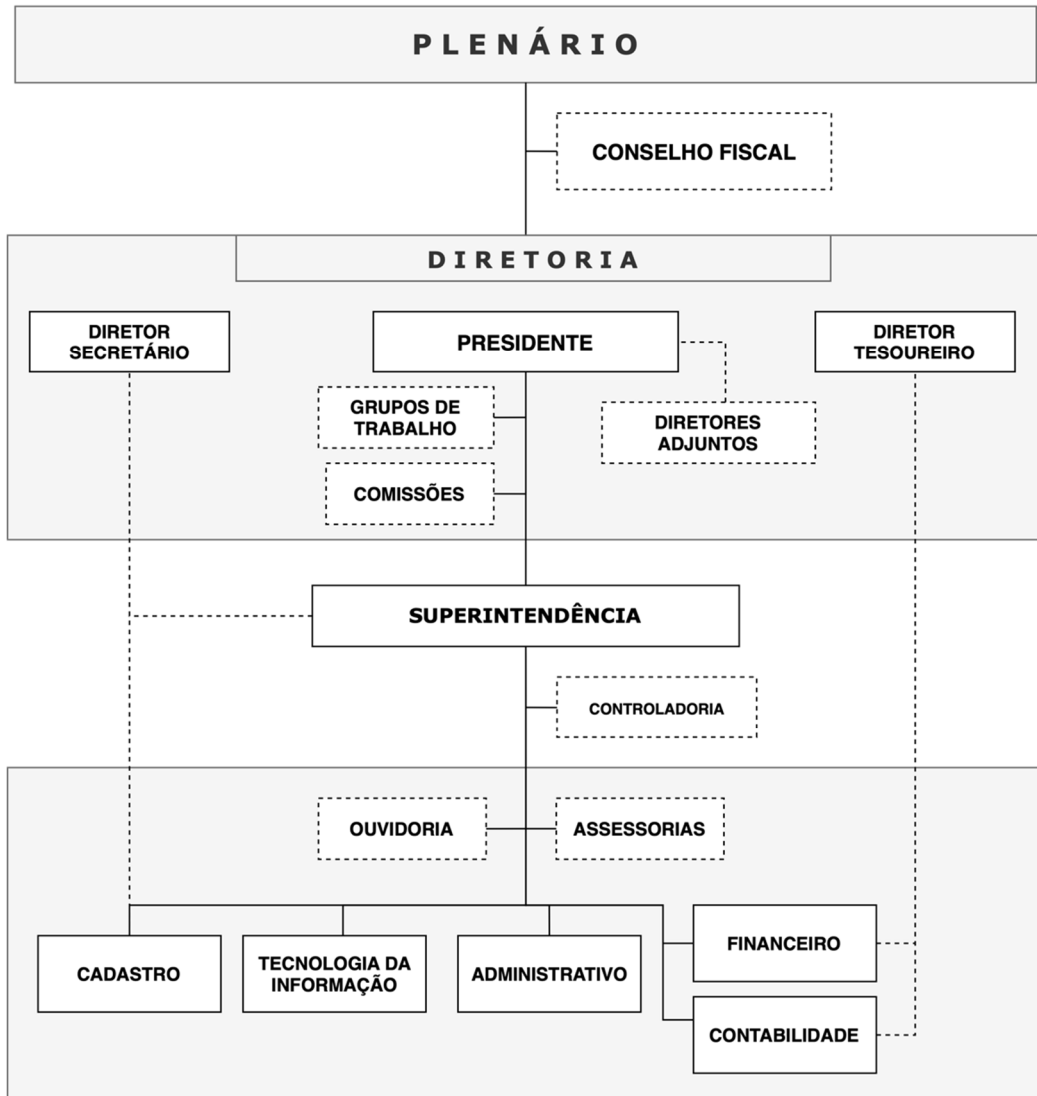 PLENÁRIO
CONSELHO FISCAL
DIRETORIA
DIRETOR
SECRETÁRIO
PRESIDENTE
DIRETOR
TESOUREIRO
GRUPOS DE
TRABALHO
DIRETORES
ADJUNTOS
COMISSÕES
SUPERINTENDÊNCIA
CONTROLADORIA
OUVIDORIA
ASSESSORIAS
CADASTRO
TECNOLOGIA DA
INFORMAÇÃO
ADMINISTRATIVO
FINANCEIRO
CONTABILIDADE